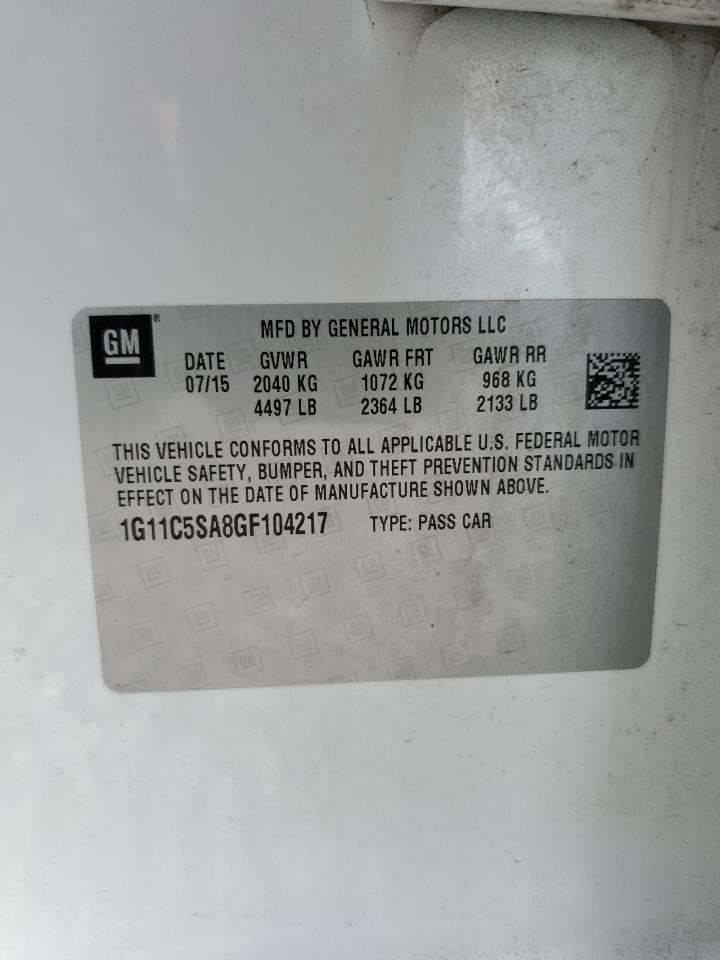 GM®
MFD BY GENERAL MOTORS LLC
DATE GVWR GAWR FRT GAWR RR
07/15 2040 KG 1072 KG 968 KG
4497 LB 2364 LB 2133 LB
THIS VEHICLE CONFORMS TO ALL APPLICABLE U.S. FEDERAL MOTOR
VEHICLE SAFETY, BUMPER, AND THEFT PREVENTION STANDARDS IN
EFFECT ON THE DATE OF MANUFACTURE SHOWN ABOVE.
1G11C5SA8GF104217 TYPE: PASS CAR